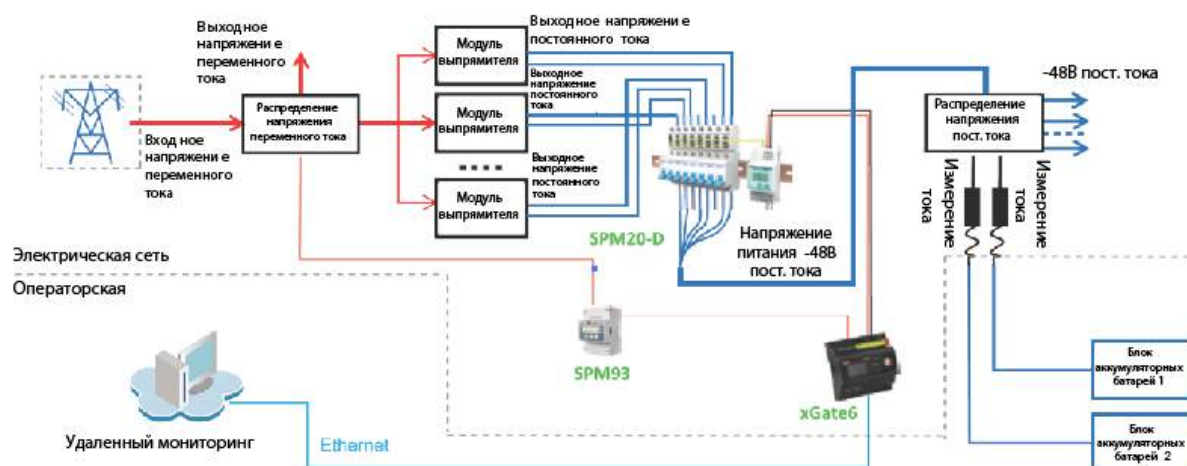 Выходное
напряжени е
переменного
тока
Вход ное
напряжени е
переменного
тока
Распределение
напряжения
переменного тока
Модуль
выпрямителя
Модуль
выпрямителя
Модуль
выпрямителя
Выходное напряжени е
постоянного тока
Выходное
напряжение
постоянного
тока
Выходное
напряжение
постоянного
тока
SPM20-D
Напряжение
питания -48В
пост. тока
Распределение
напряжения
пост. тока
-48В пост. тока
Измерение
тока
Измерение
тока
Электрическая сеть
Операторская
SPM93
xGate6
Удаленный мониторинг
Ethernet
Блок
аккумуляторных
батарей 1
Блок
аккумуляторных
батарей 2